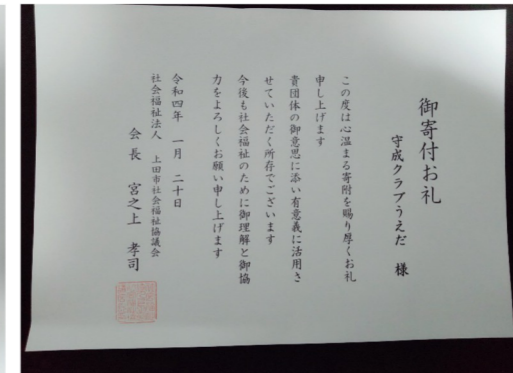 御寄付お礼
守成クラブうえだ 様
この度は心温まる寄附を賜り厚くお礼
申し上げます
貴団体の御意思に添い有意義に活用さ
せていただく所存でございます
今後も社会福祉のために御理解と御協
力をよろしくお願い申し上げます
令和四年 一月 二十日
社会福祉法人 上田市社会福祉協議会
会長 宮之上 孝司